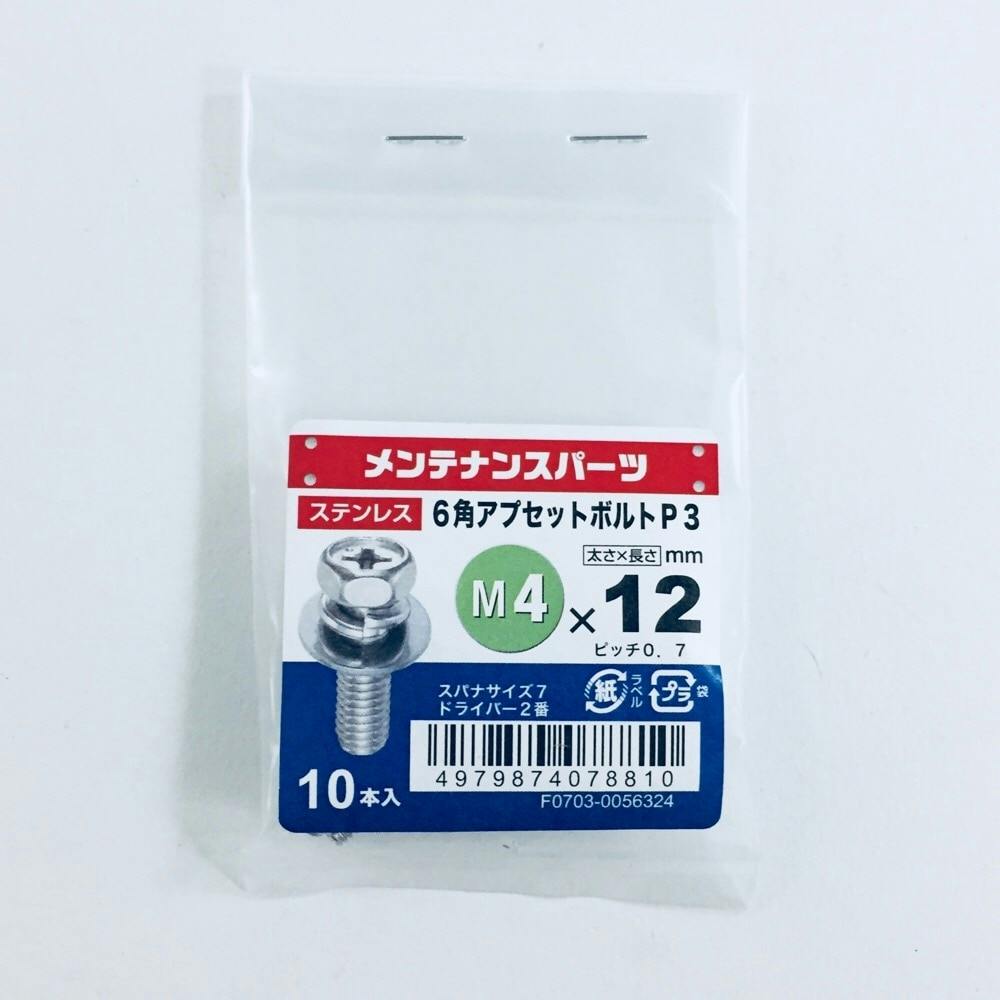 メンテナンスパーツ
ステンレス 6角アプセットボルトP3
太さ×長さ mm
M4×12
ピッチ0.7
スパナサイズ7
ドライバー2番
紙 ラベル プラ 袋
4979874078810
10本入
F0703-0056324